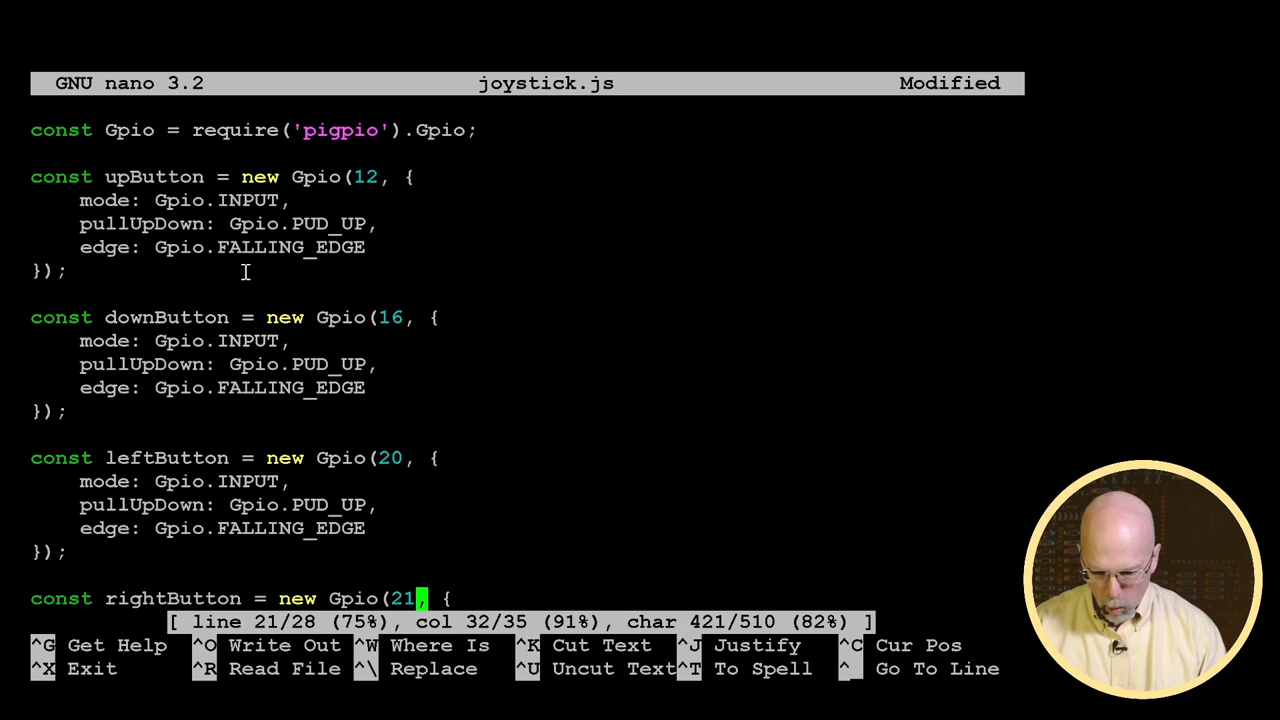 GNU nano 3.2 joystick.js Modified
const Gpio = require('pigpio').Gpio;
const upButton = new Gpio(12, {
mode: Gpio.INPUT,
pullUpDown: Gpio.PUD_UP,
edge: Gpio.FALLING_EDGE
});
const downButton = new Gpio(16, {
mode: Gpio.INPUT,
pullUpDown: Gpio.PUD_UP,
edge: Gpio.FALLING_EDGE
});
const leftButton = new Gpio(20, {
mode: Gpio.INPUT,
pullUpDown: Gpio.PUD_UP,
edge: Gpio.FALLING_EDGE
});
const rightButton = new Gpio(21, {
[ line 21/28 (75%), col 32/35 (91%), char 421/510 (82%) ]
^G Get Help ^O Write Out ^W Where Is ^K Cut Text ^J Justify ^C Cur Pos
^X Exit ^R Read File ^\ Replace ^U Uncut Text ^T To Spell ^_ Go To Line